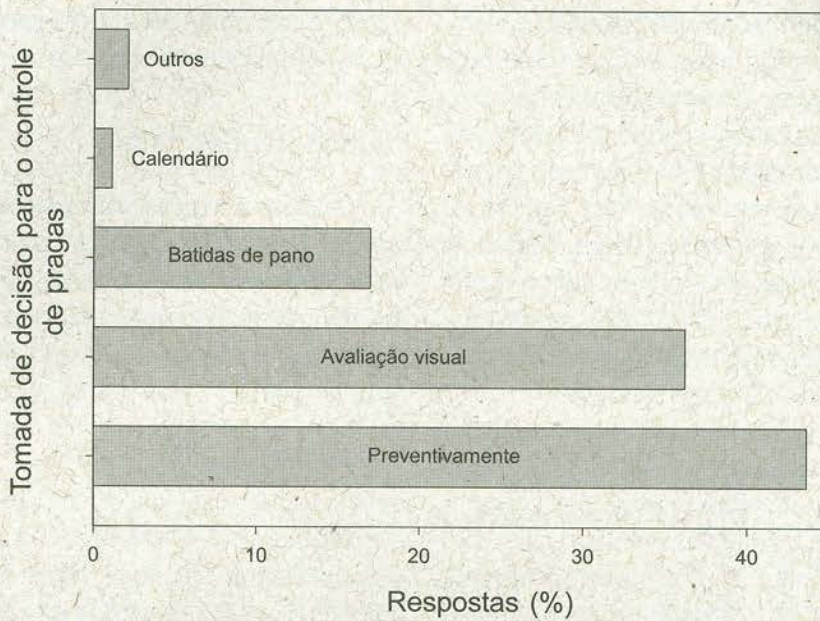 Tomada de decisão para o controle
de pragas
Outros
Calendário
Batidas de pano
Avaliação visual
Preventivamente
0 10 20 30 40
Respostas (%)